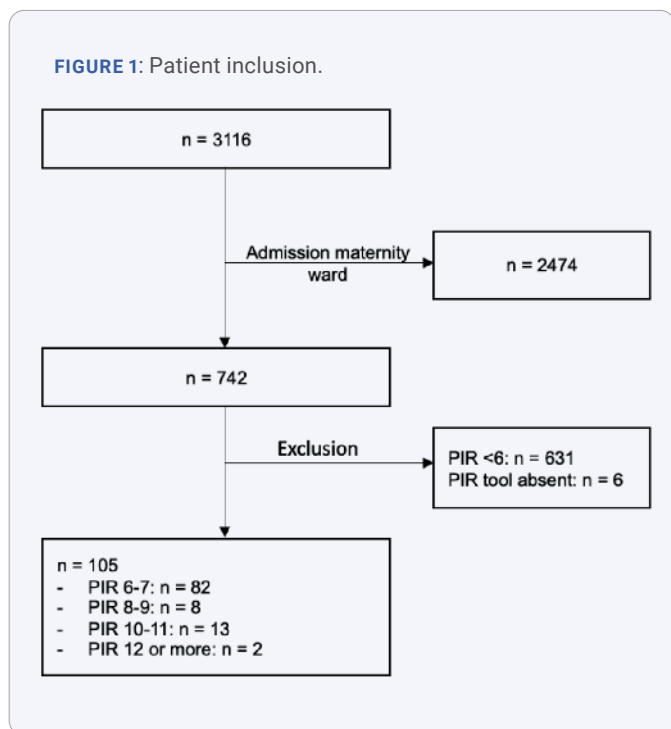 FIGURE 1: Patient inclusion.
n = 3116
Admission maternity
ward
n = 2474
n = 742
Exclusion
PIR <6: n = 631
PIR tool absent: n = 6
n = 105
- PIR 6-7: n = 82
- PIR 8-9: n = 8
- PIR 10-11: n = 13
- PIR 12 or more: n = 2